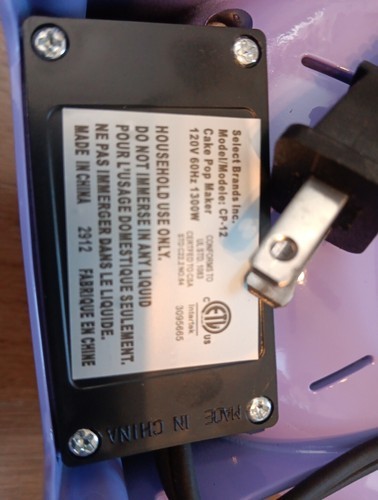 Select Brands Inc.
Model/Modele: CP-12
Cake Pop Maker
120V 60Hz 1300W
CONFORMS TO
UL STD. 1083
CERTIFIED TO CSA
STD C22.2 NO.64
C ETL US
Intertek
3095665
HOUSEHOLD USE ONLY.
DO NOT IMMERSE IN ANY LIQUID
POUR L'USAGE DOMESTIQUE SEULEMENT.
NE PAS IMMERGER DANS LE LIQUIDE.
MADE IN CHINA 2912 FABRIQUE EN CHINE
MADE IN CHINA